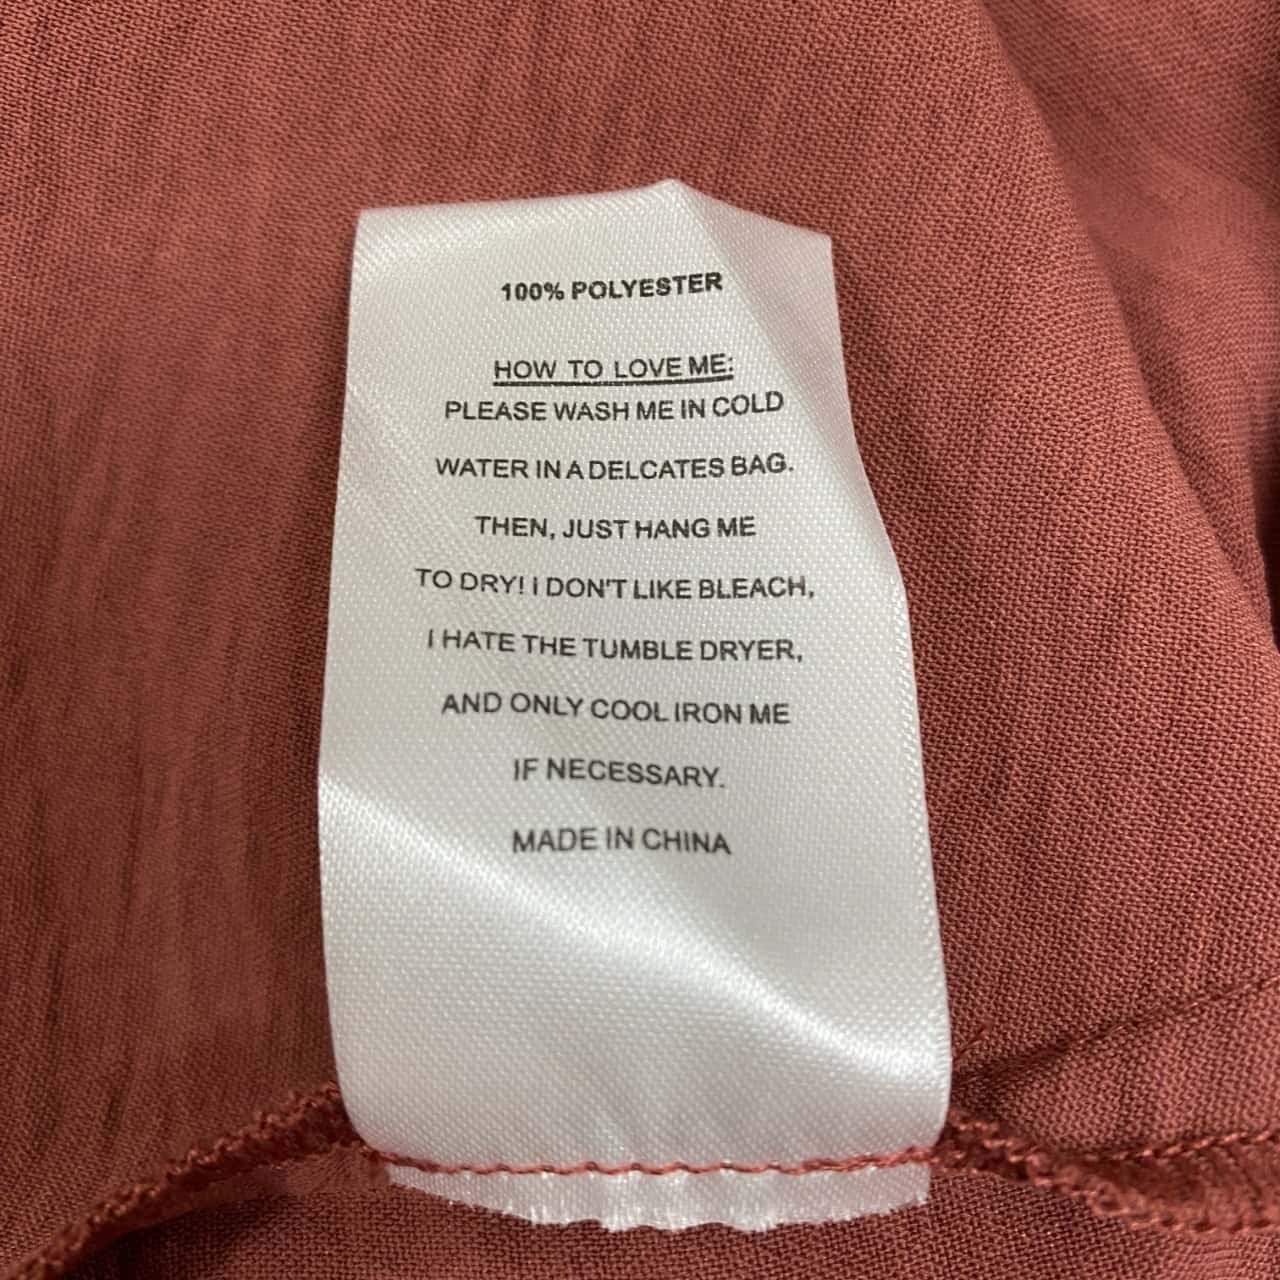 100% POLYESTER
HOW TO LOVE ME:
PLEASE WASH ME IN COLD
WATER IN A DELCATES BAG.
THEN, JUST HANG ME
TO DRY! I DON'T LIKE BLEACH,
I HATE THE TUMBLE DRYER,
AND ONLY COOL IRON ME
IF NECESSARY.
MADE IN CHINA